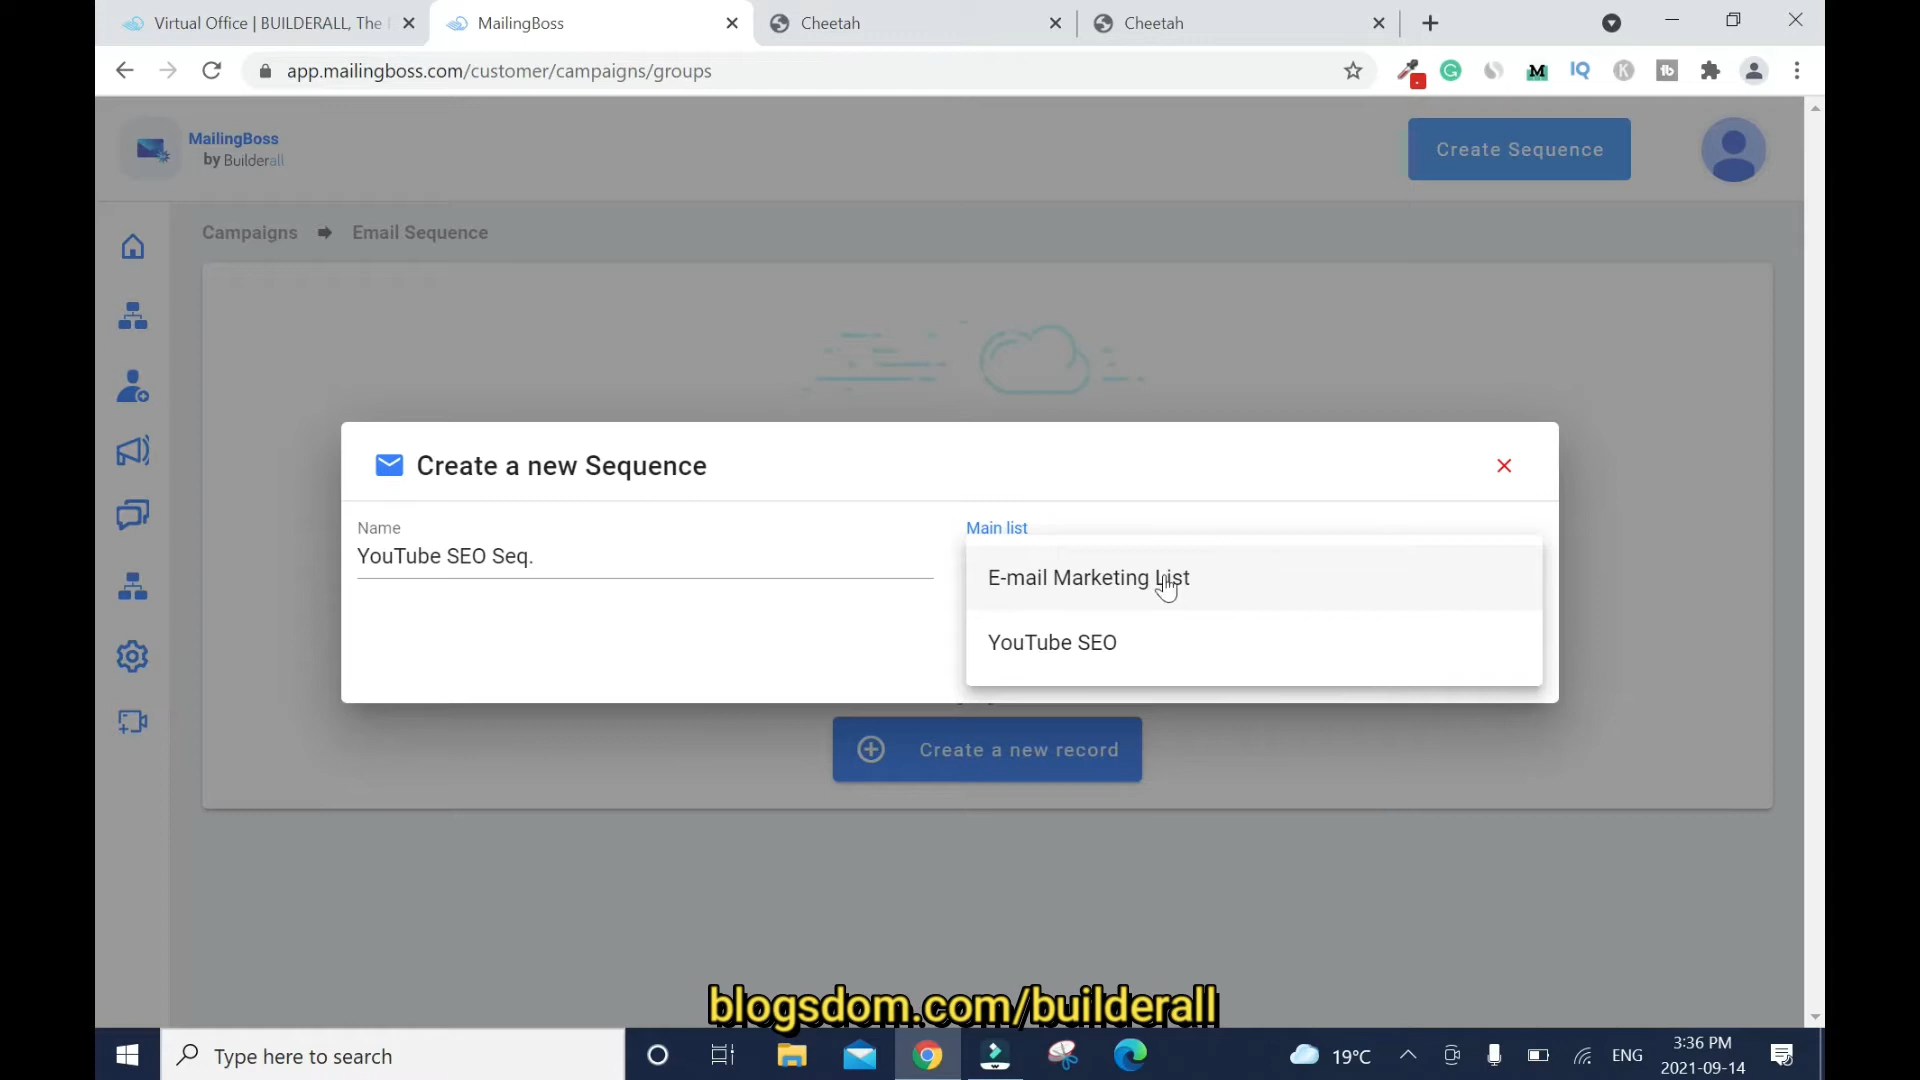 Virtual Office | BUILDERALL, The
MailingBoss
Cheetah
Cheetah
app.mailingboss.com/customer/campaigns/groups
MailingBoss
by Builderall
Create Sequence
Campaigns
Email Sequence
Create a new Sequence
Name
YouTube SEO Seq.
Main list
E-mail Marketing List
YouTube SEO
Create a new record
blogsdom.com/builderall
Type here to search
19°C
ENG
3:36 PM
2021-09-14